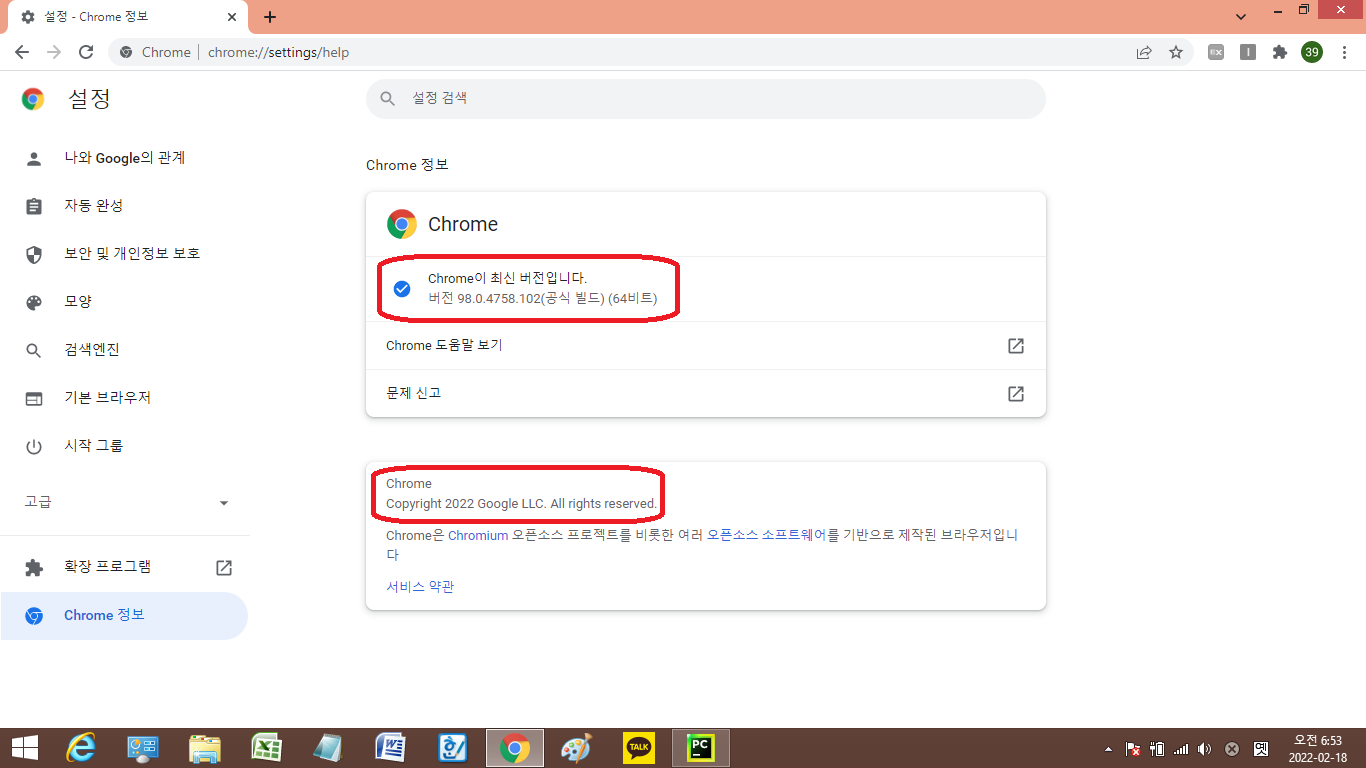 설정 - Chrome 정보
Chrome | chrome://settings/help
EX
I
39
설정
설정 검색
나와 Google의 관계
자동 완성
보안 및 개인정보 보호
모양
검색엔진
기본 브라우저
시작 그룹
고급
확장 프로그램
Chrome 정보
Chrome 정보
Chrome
Chrome이 최신 버전입니다.
버전 98.0.4758.102(공식 빌드) (64비트)
Chrome 도움말 보기
문제 신고
Chrome
Copyright 2022 Google LLC. All rights reserved.
Chrome은 Chromium 오픈소스 프로젝트를 비롯한 여러 오픈소스 소프트웨어를 기반으로 제작된 브라우저입니
다
서비스 약관
TALK
PC
오전 6:53
2022-02-18